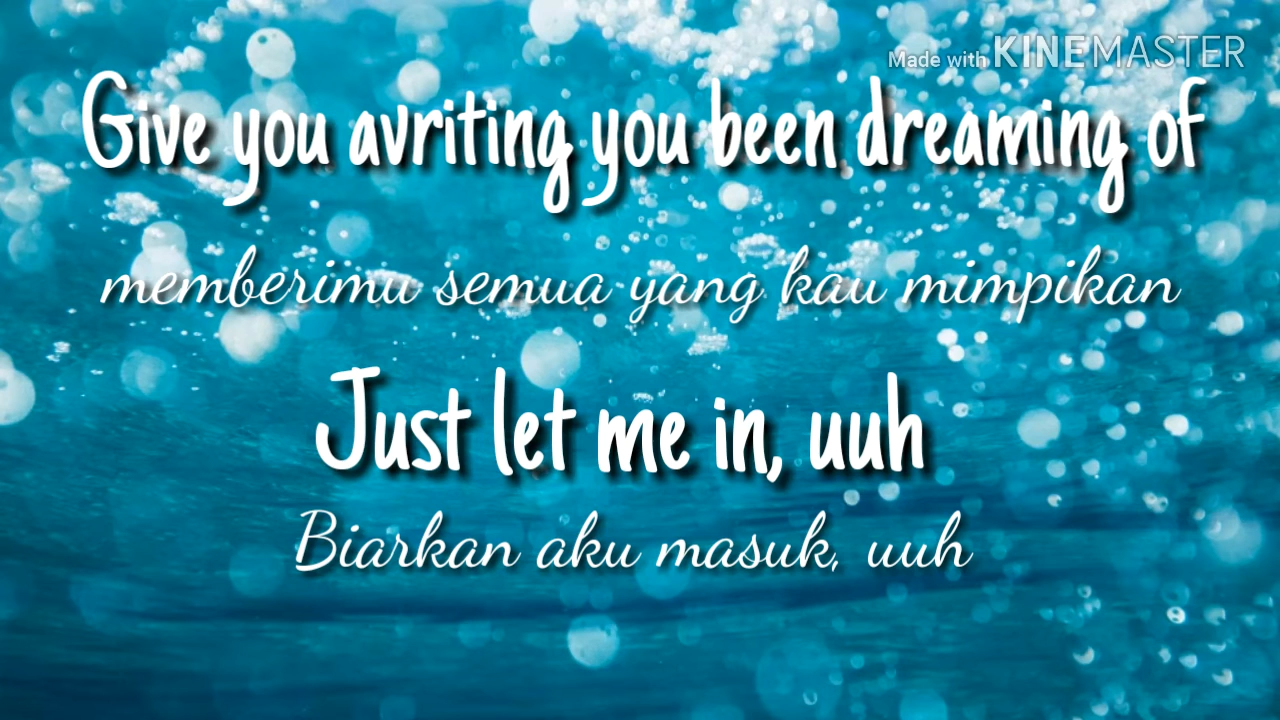 Made with KINEMASTER
Give you avriting you been dreaming of
memberimu semua yang kau mimpikan
Just let me in, uuh
Biarkan aku masuk, uuh